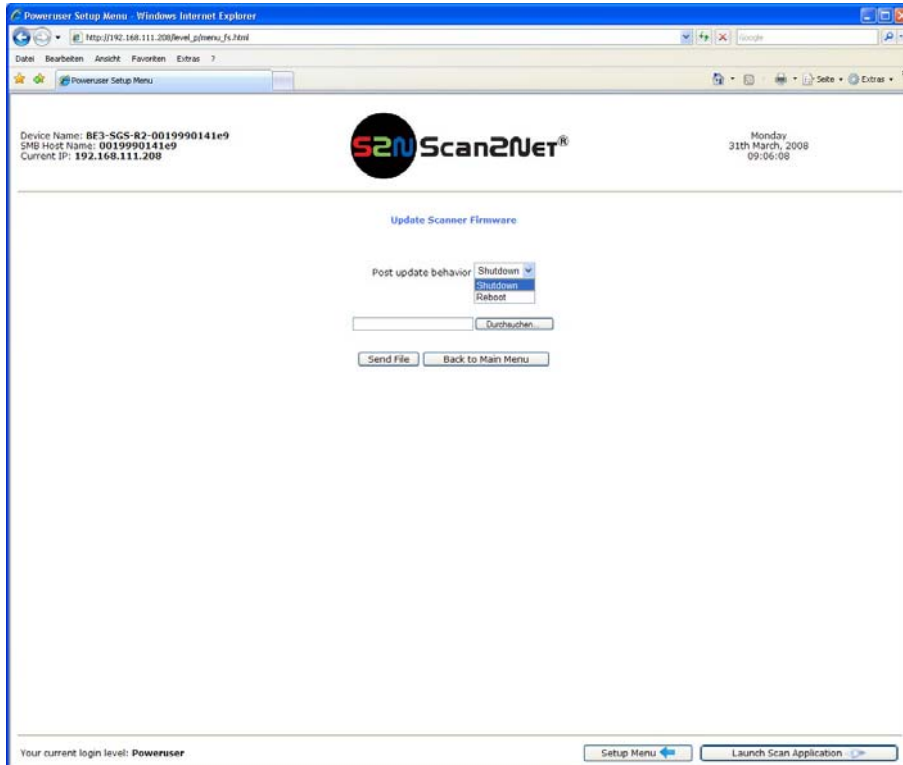 Poweruser Setup Menu - Windows Internet Explorer
http://192.168.111.208/level_p/menu_fs.html
Google
Datei Bearbeiten Ansicht Favoriten Extras ?
Poweruser Setup Menu
Seite
Extras
Device Name: BE3-SGS-R2-0019990141e9
SMB Host Name: 0019990141e9
Current IP: 192.168.111.208
S2N Scan2Net®
Monday
31th March, 2008
09:06:08
Update Scanner Firmware
Post update behavior Shutdown
Shutdown
Reboot
Durchsuchen...
Send File Back to Main Menu
Your current login level: Poweruser
Setup Menu Launch Scan Application